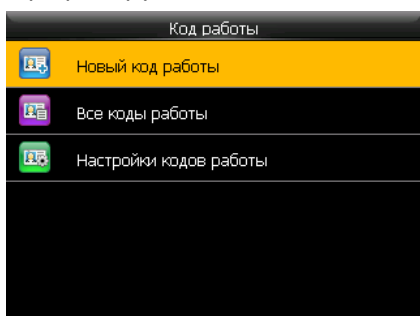 Код работы
Новый код работы
Все коды работы
Настройки кодов работы